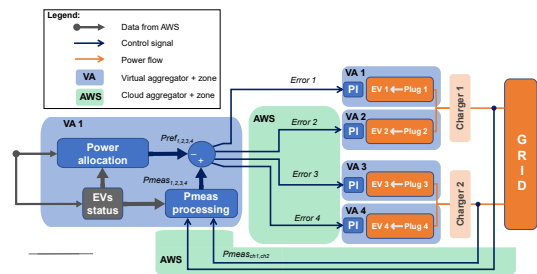 Legend:
Data from AWS
Control signal
Power flow
VA Virtual aggregator + zone
AWS Cloud aggregator + zone
VA 1
Power allocation
EVs status
Pref1,2,3,4
Pmeas1,2,3,4
Pmeas processing
- +
Error 1
Error 2
Error 3
Error 4
AWS
VA 1
PI EV 1 Plug 1
VA 2
PI EV 2 Plug 2
VA 3
PI EV 3 Plug 3
VA 4
PI EV 4 Plug 4
Charger 1
Charger 2
GRID
AWS
Pmeasch1,ch2